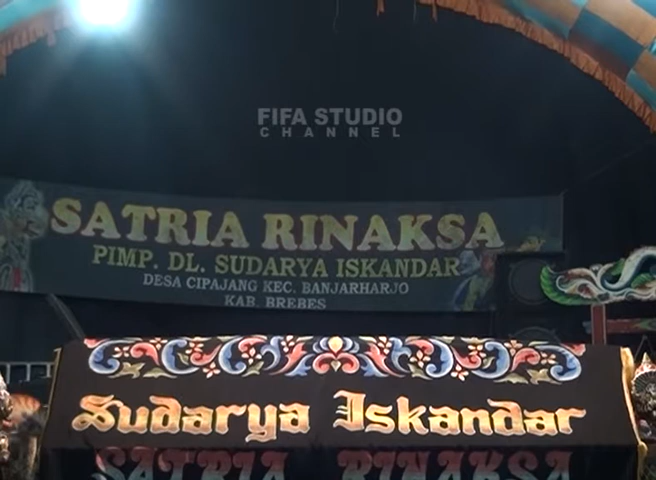 FIFA STUDIO
CHANNEL
SATRIA RINAKSA
PIMP. DL. SUDARYA ISKANDAR
DESA CIPAJANG KEC. BANJARHARJO
KAB. BREBES
Sudarya Iskandar
SATRIA RINAKSA